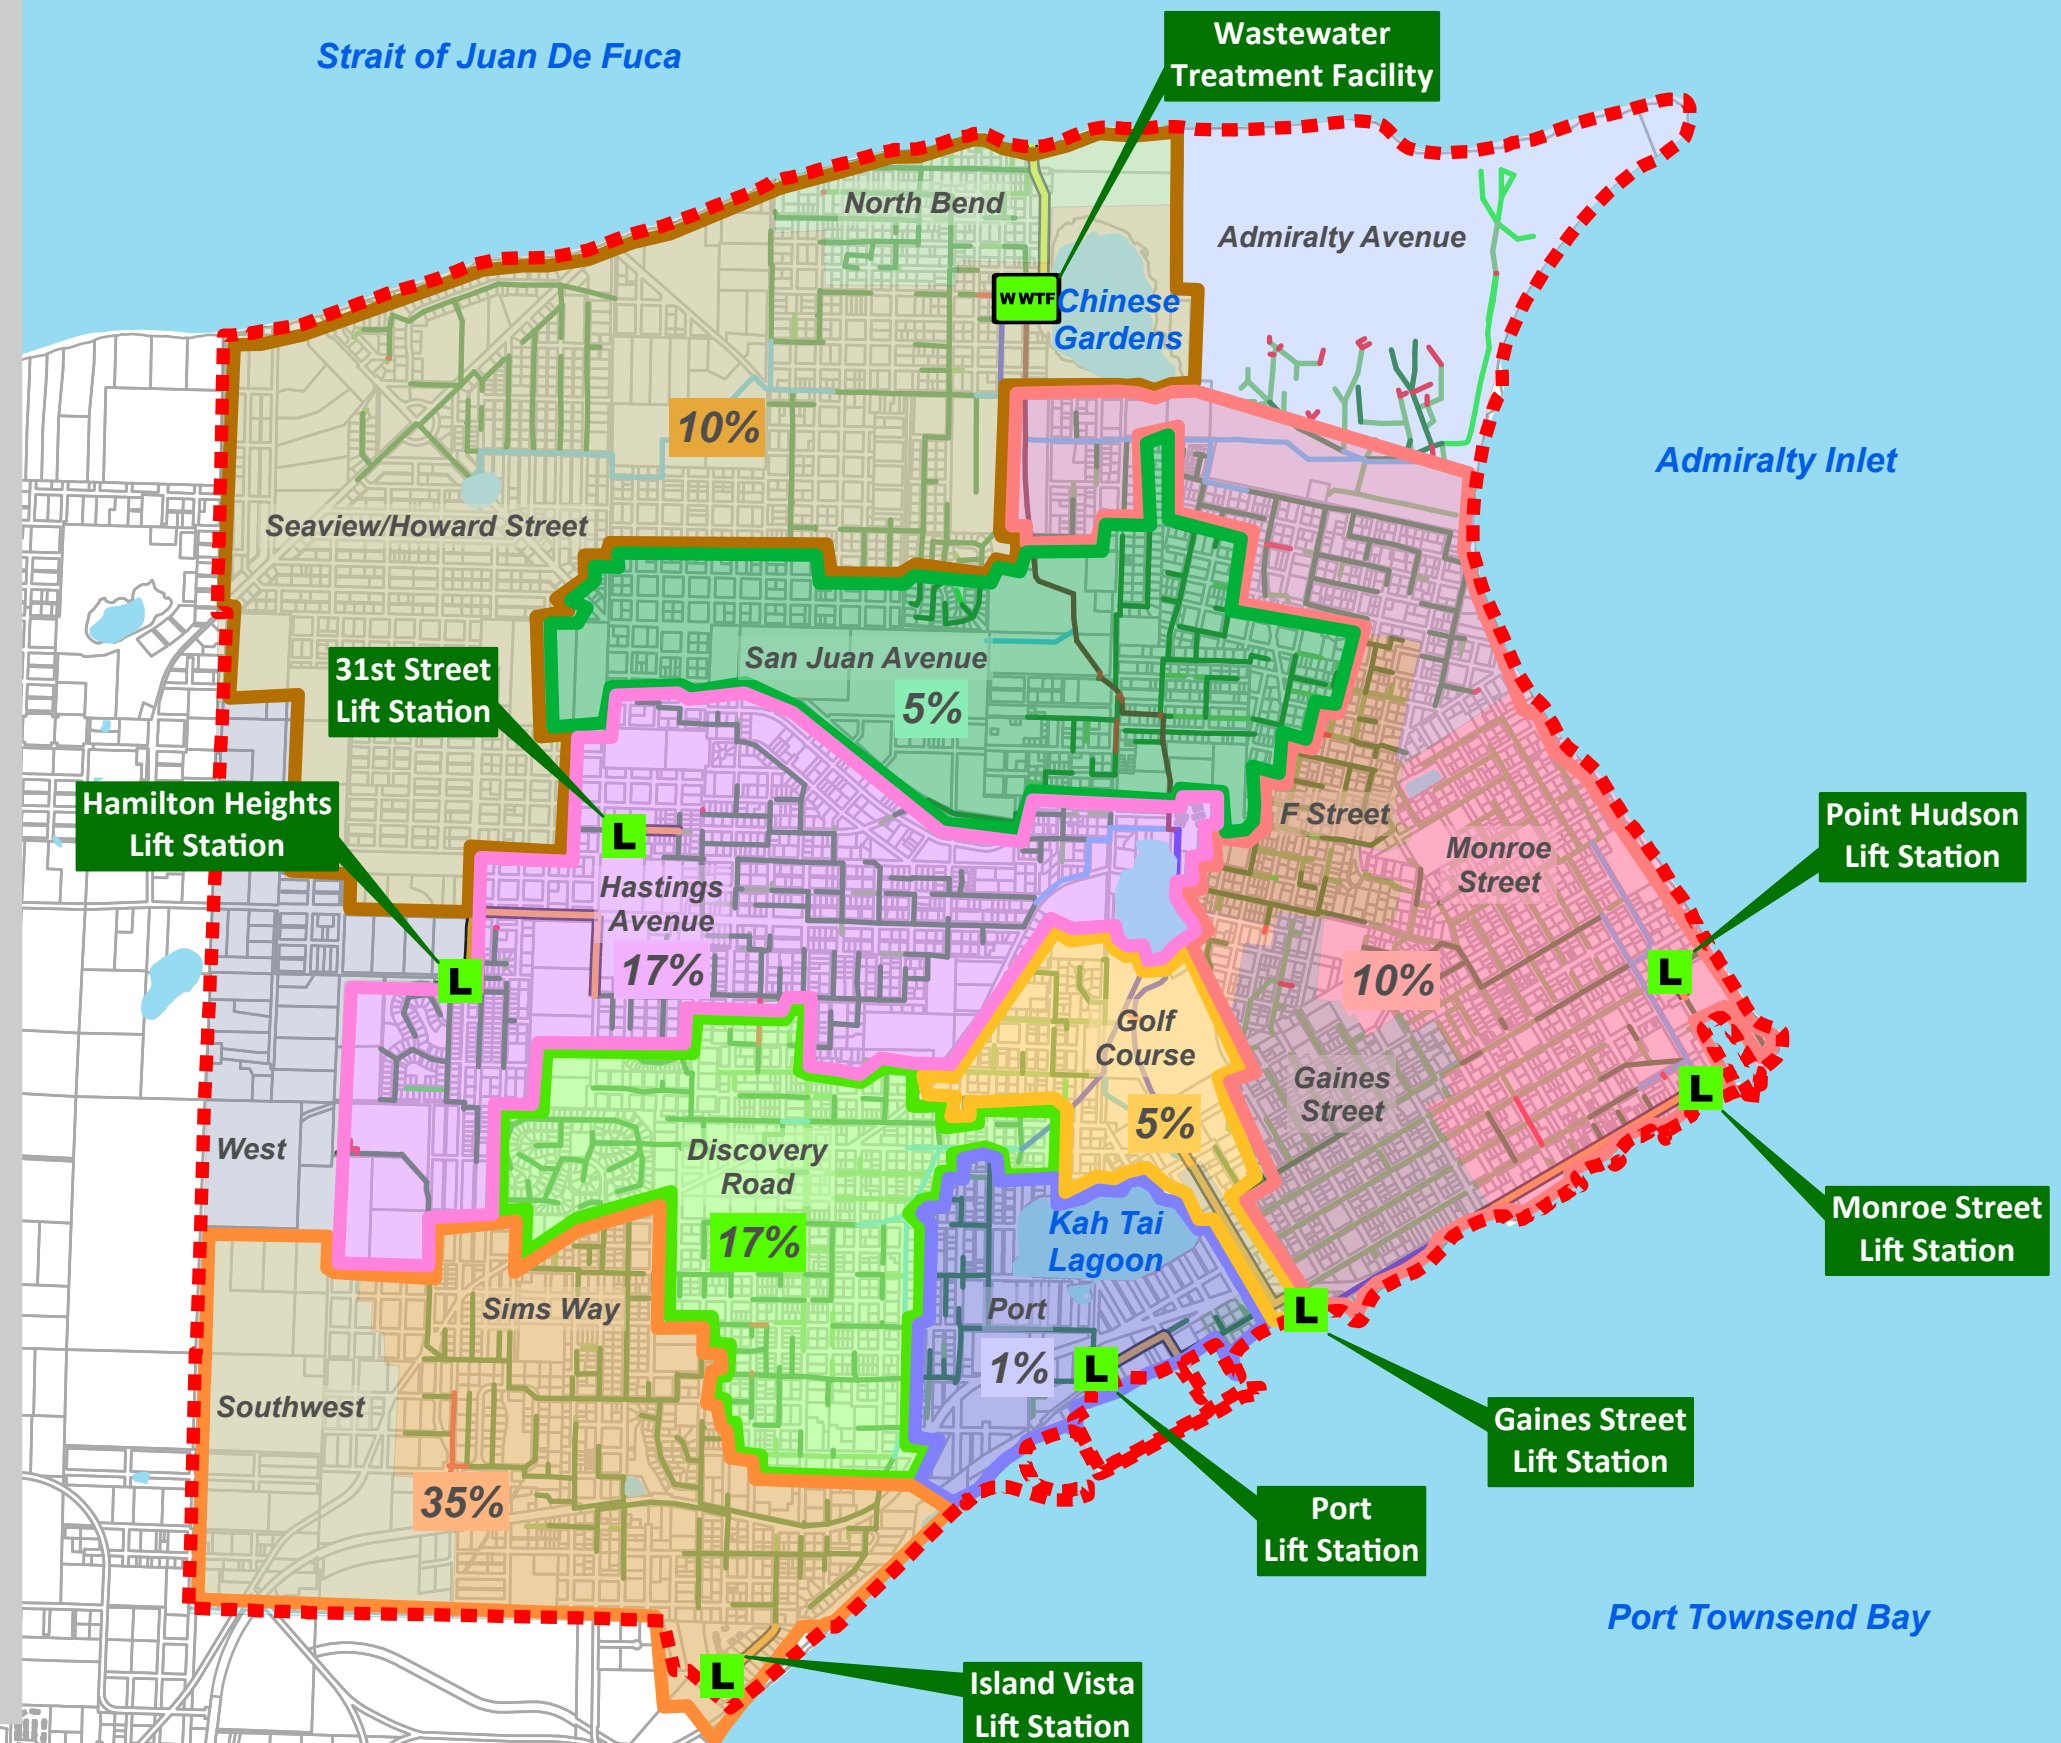 Strait of Juan De Fuca
Wastewater
Treatment Facility
North Bend
Admiralty Avenue
WWTF
Chinese
Gardens
10%
Admiralty Inlet
Seaview/Howard Street
31st Street
Lift Station
San Juan Avenue
5%
Hamilton Heights
Lift Station
L
F Street
Monroe
Street
Point Hudson
Lift Station
Hastings
Avenue
17%
L
10%
L
Golf
Course
Gaines
Street
L
5%
West
Discovery
Road
17%
Kah Tai
Lagoon
Monroe Street
Lift Station
Sims Way
Port
L
1%
L
Southwest
Gaines Street
Lift Station
35%
Port
Lift Station
Port Townsend Bay
L
Island Vista
Lift Station